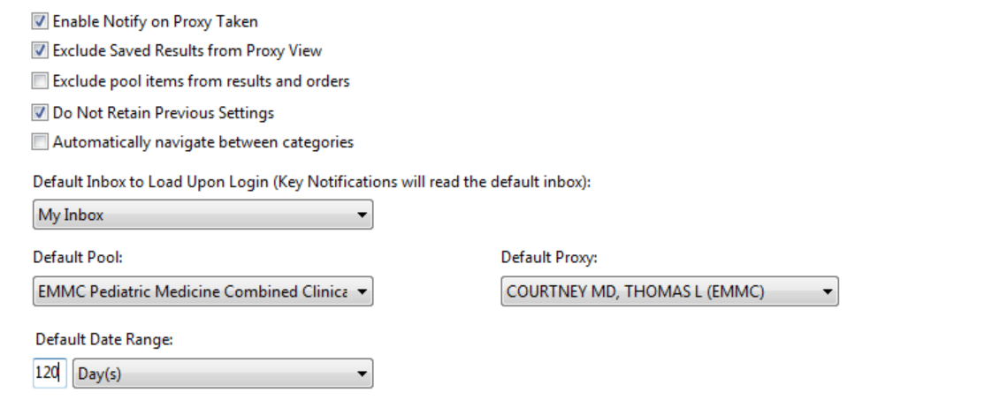 Enable Notify on Proxy Taken
Exclude Saved Results from Proxy View
Exclude pool items from results and orders
Do Not Retain Previous Settings
Automatically navigate between categories
Default Inbox to Load Upon Login (Key Notifications will read the default inbox):
My Inbox
Default Pool:
Default Proxy:
EMMC Pediatric Medicine Combined Clinica
COURTNEY MD, THOMAS L (EMMC)
Default Date Range:
120 Day(s)